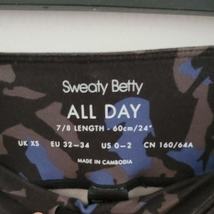 Sweaty Betty
ALL DAY
7/8 LENGTH - 60cm/24"
UK XS EU 32-34 US 0-2 CN 160/64A
MADE IN CAMBODIA